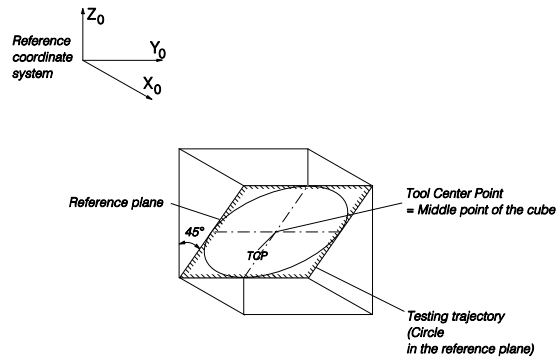 Z0
Reference
coordinate
system
Y0
X0
Reference plane
Tool Center Point
= Middle point of the cube
45°
TCP
Testing trajectory
(Circle
in the reference plane)